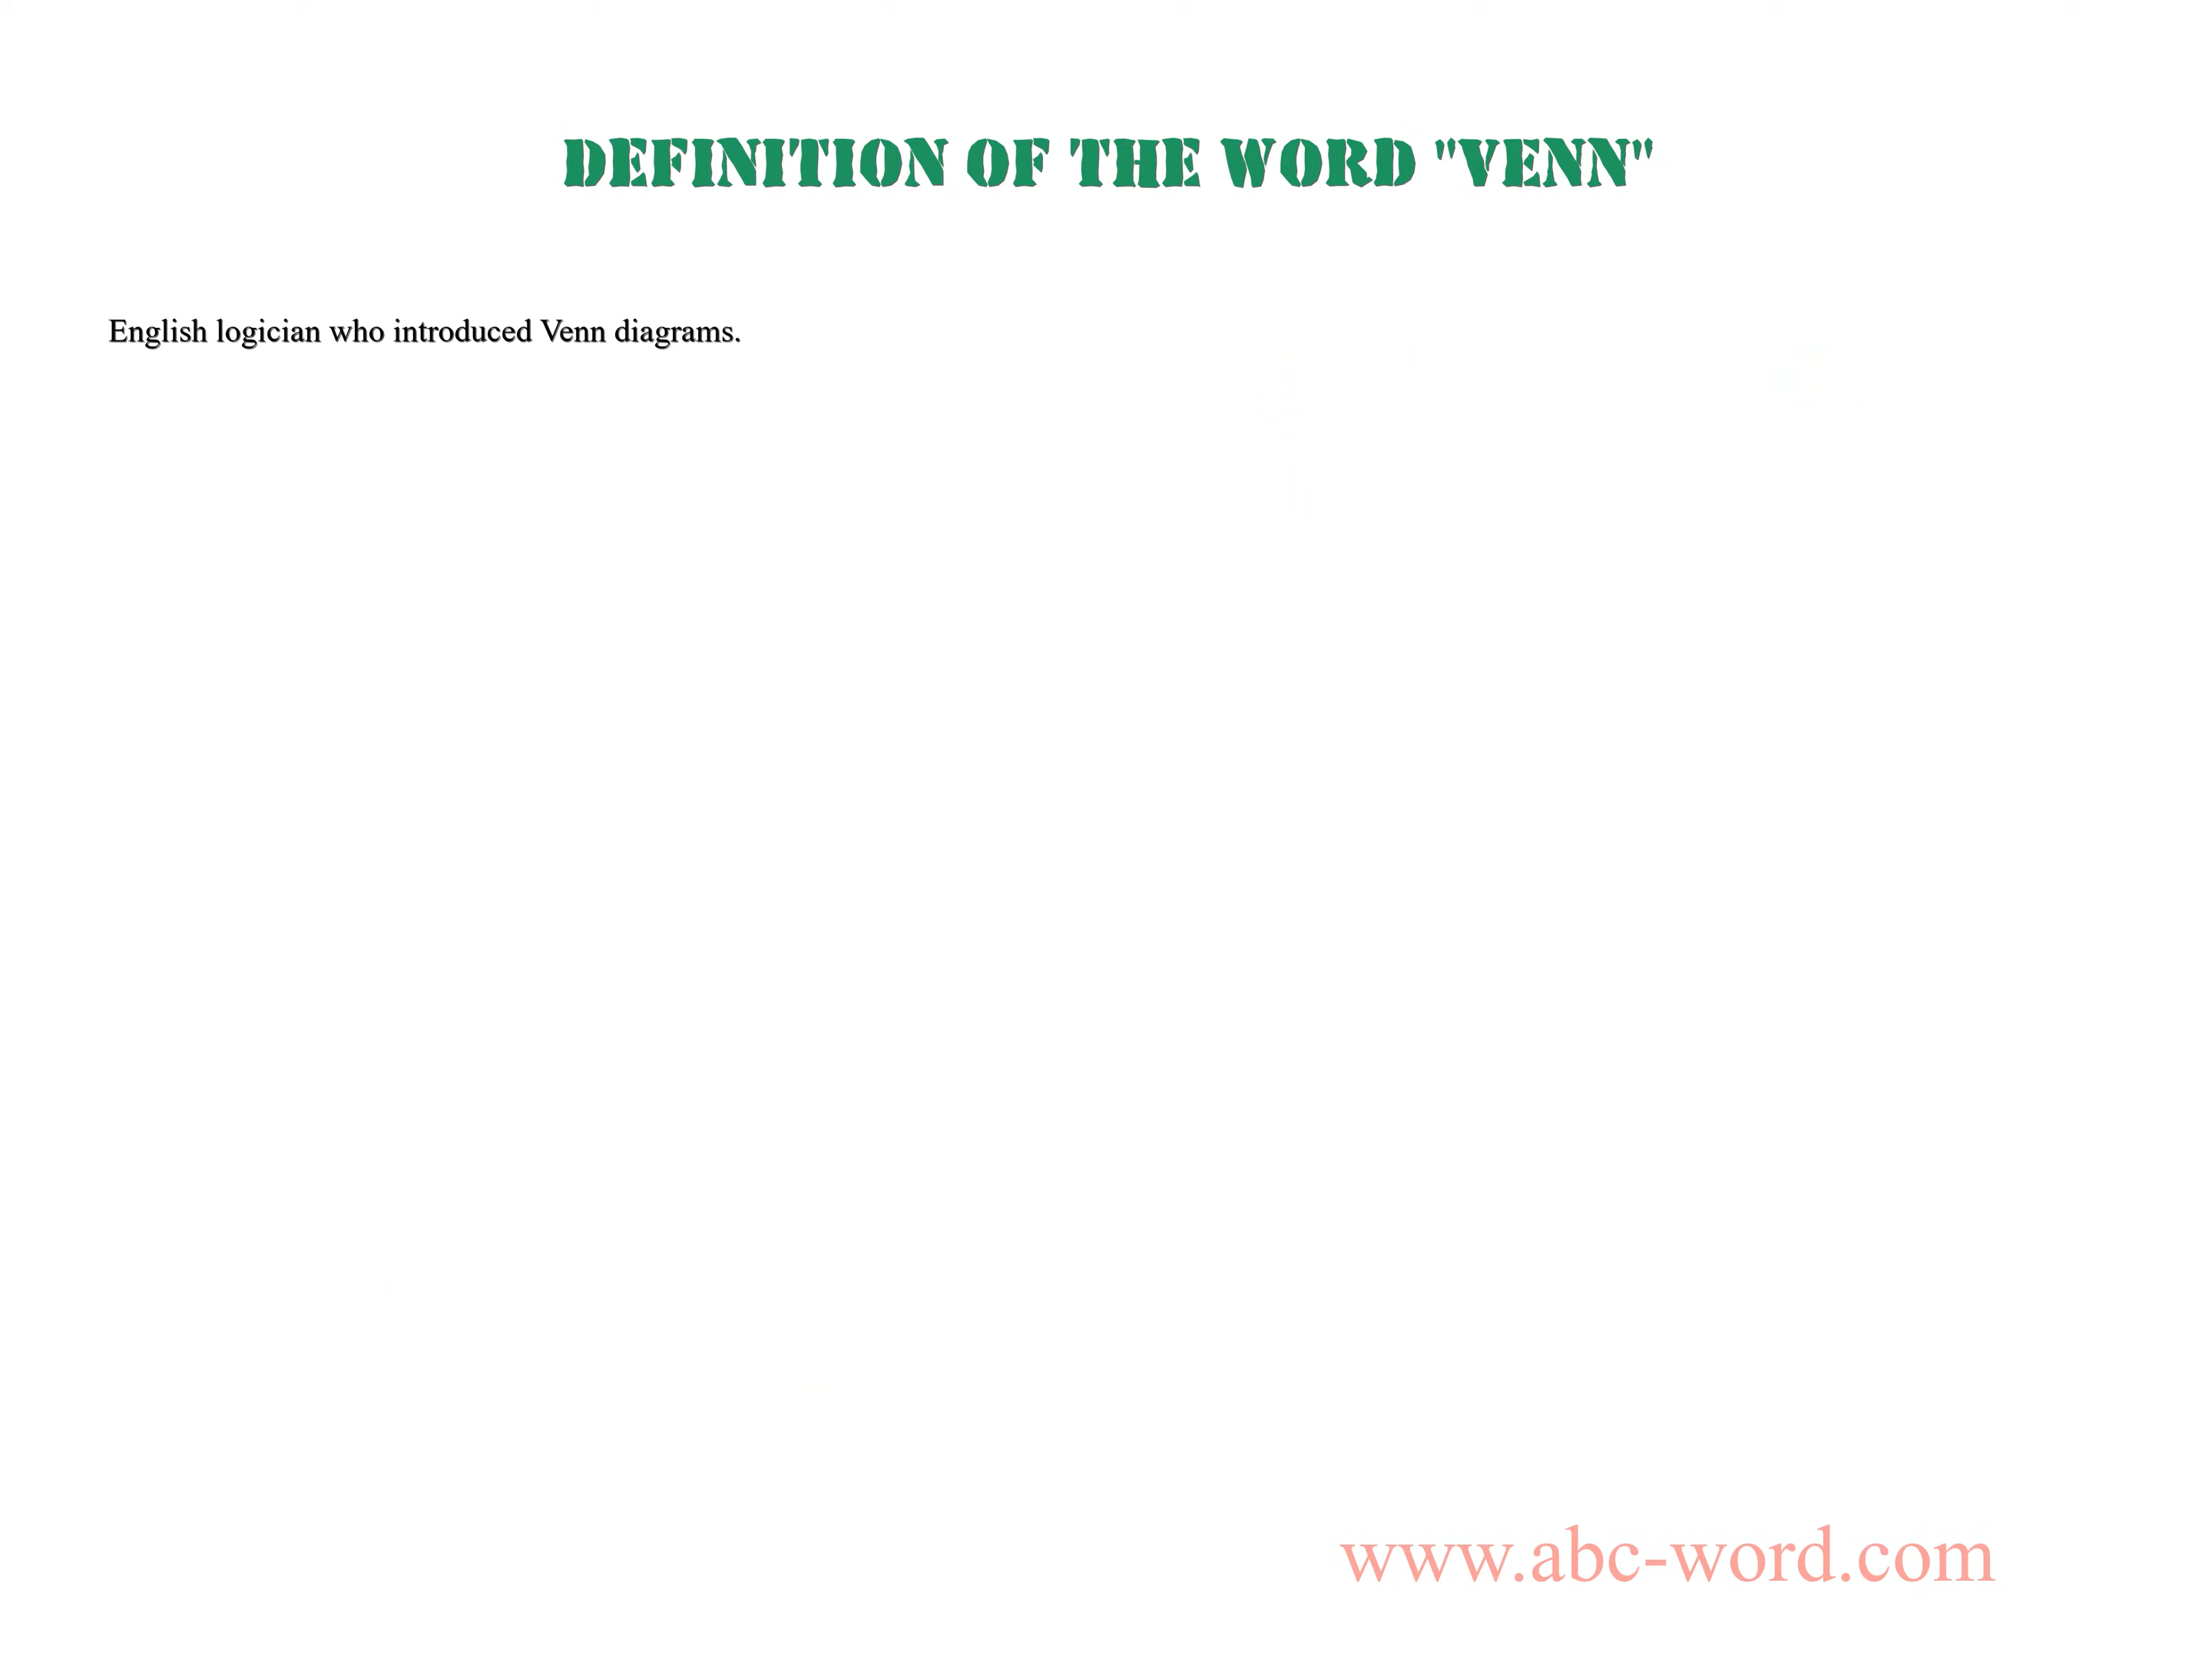 DEFINITION OF THE WORD "VENN"
English logician who introduced Venn diagrams.
www.abc-word.com